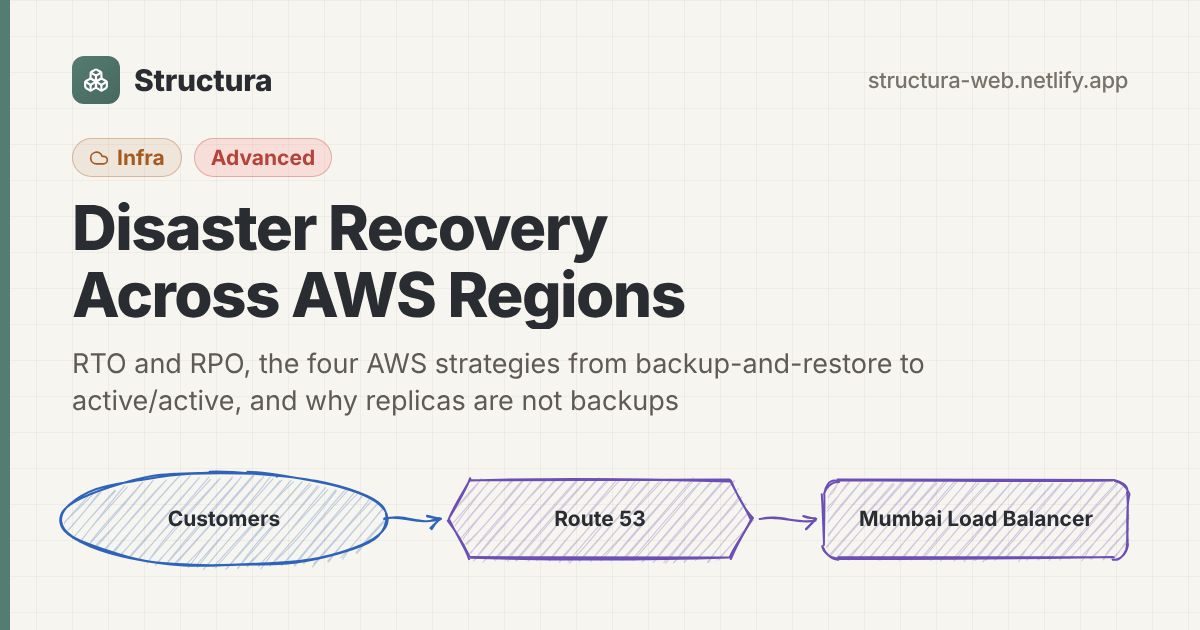 Structura
structura-web.netlify.app
Infra
Advanced
Disaster Recovery
Across AWS Regions
RTO and RPO, the four AWS strategies from backup-and-restore to
active/active, and why replicas are not backups
Customers
Route 53
Mumbai Load Balancer